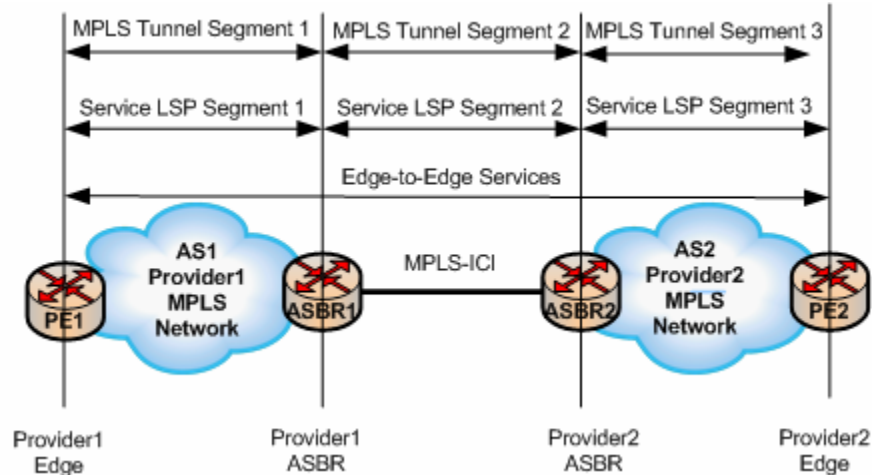 MPLS Tunnel Segment 1
MPLS Tunnel Segment 2
MPLS Tunnel Segment 3
Service LSP Segment 1
Service LSP Segment 2
Service LSP Segment 3
Edge-to-Edge Services
AS1
Provider1
MPLS
Network
MPLS-ICI
AS2
Provider2
MPLS
Network
PE1
ASBR1
ASBR2
PE2
Provider1
Edge
Provider1
ASBR
Provider2
ASBR
Provider2
Edge